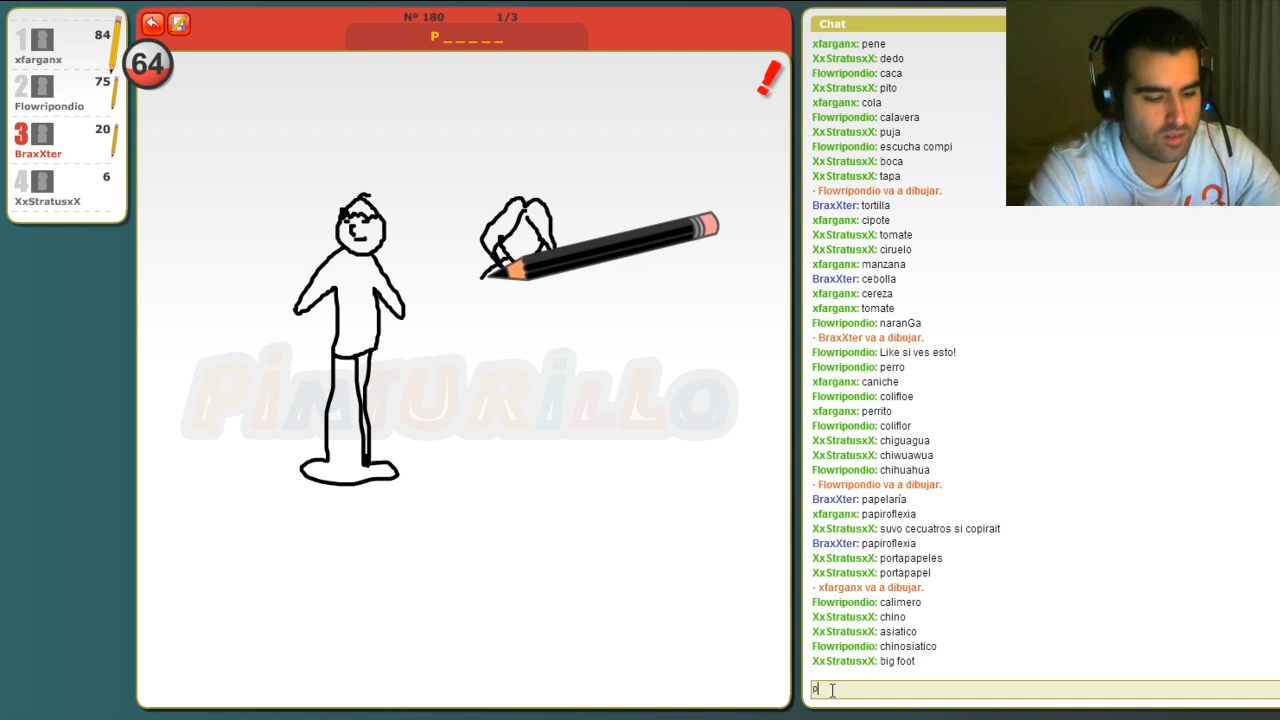 Nº 180 1/3
P _ _ _ _ _
64
1 xfarganx 84
2 Flowripondio 75
3 BraxXter 20
4 XxStratusxX 6
PINTURILLO
Chat
xfarganx: pene
XxStratusxX: dedo
Flowripondio: caca
XxStratusxX: pito
xfarganx: cola
Flowripondio: calavera
XxStratusxX: puja
Flowripondio: escucha compi
XxStratusxX: boca
XxStratusxX: tapa
· Flowripondio va a dibujar.
BraxXter: tortilla
xfarganx: cipote
XxStratusxX: tomate
XxStratusxX: ciruelo
xfarganx: manzana
BraxXter: cebolla
xfarganx: cereza
xfarganx: tomate
Flowripondio: naranGa
· BraxXter va a dibujar.
Flowripondio: Like si ves esto!
Flowripondio: perro
xfarganx: caniche
Flowripondio: colifloe
xfarganx: perrito
Flowripondio: coliflor
XxStratusxX: chiguagua
XxStratusxX: chiwuawua
Flowripondio: chihuahua
· Flowripondio va a dibujar.
BraxXter: papelaría
xfarganx: papiroflexia
XxStratusxX: suvo cecuatros si copirait
BraxXter: papiroflexia
XxStratusxX: portapapeles
XxStratusxX: portapapel
· xfarganx va a dibujar.
Flowripondio: calimero
XxStratusxX: chino
XxStratusxX: asiatico
Flowripondio: chinosiatico
XxStratusxX: big foot
p